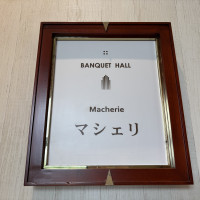 BANQUET HALL
Macherie
マシェリ